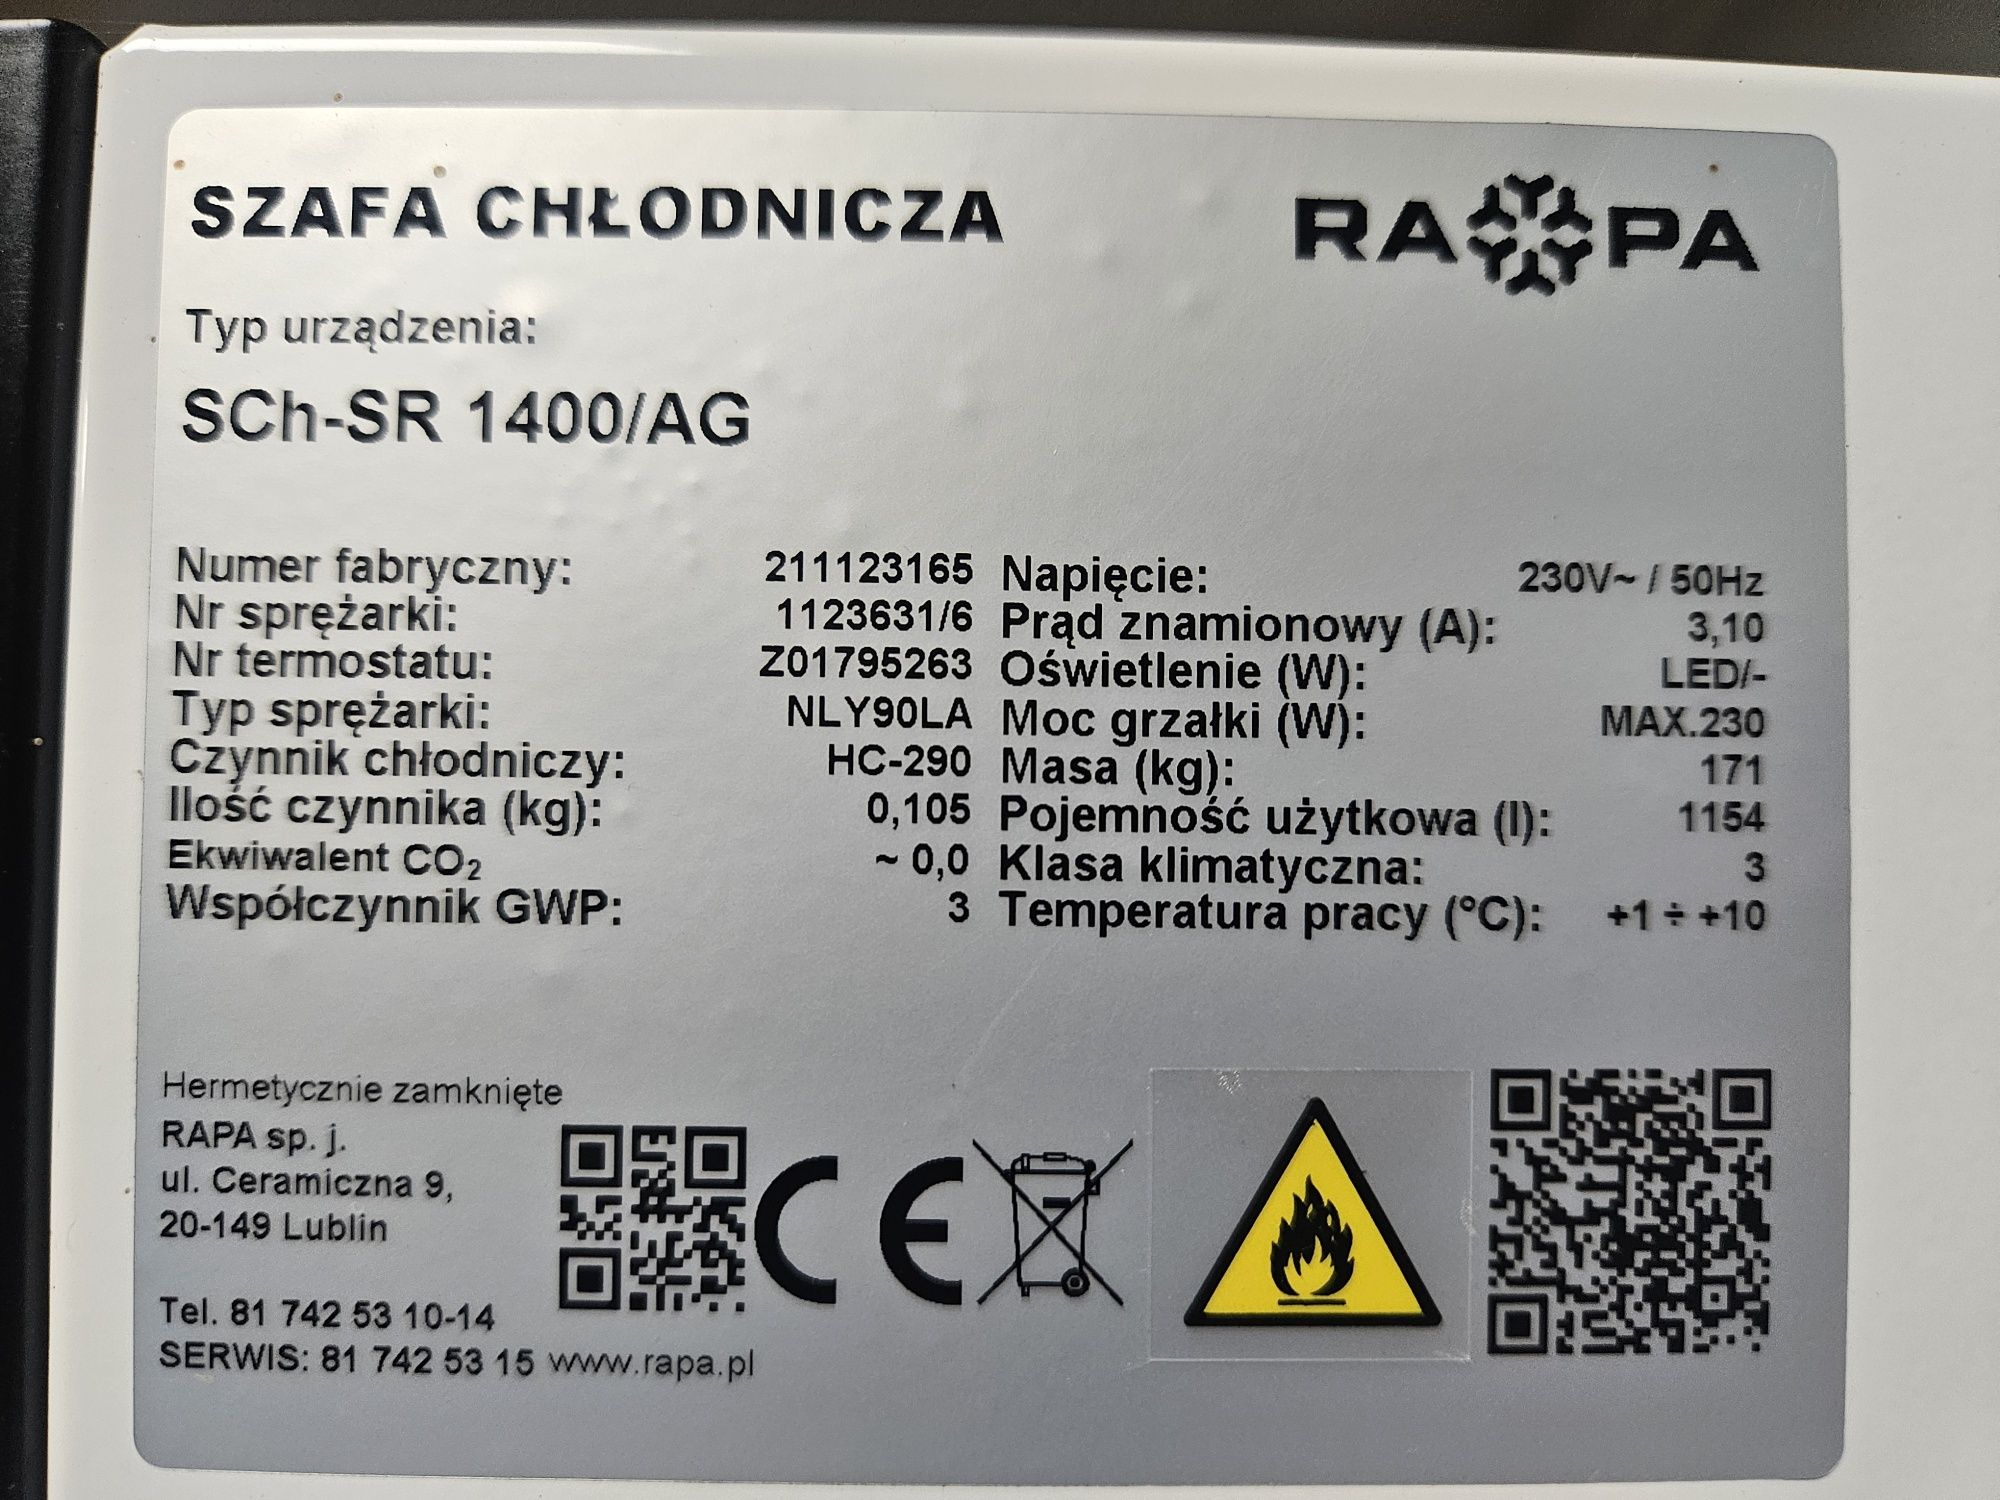 SZAFA CHŁODNICZA
RAPA
Typ urządzenia:
SCh-SR 1400/AG
Numer fabryczny: 211123165
Nr sprężarki: 1123631/6
Nr termostatu: Z01795263
Typ sprężarki: NLY90LA
Czynnik chłodniczy: HC-290
Ilość czynnika (kg): 0,105
Ekwiwalent CO₂ ~ 0,0
Współczynnik GWP: 3
Napięcie: 230V~ / 50Hz
Prąd znamionowy (A): 3,10
Oświetlenie (W): LED/-
Moc grzałki (W): MAX.230
Masa (kg): 171
Pojemność użytkowa (l): 1154
Klasa klimatyczna: 3
Temperatura pracy (°C): +1 ÷ +10
Hermetycznie zamknięte
RAPA sp. j.
ul. Ceramiczna 9,
20-149 Lublin
Tel. 81 742 53 10-14
SERWIS: 81 742 53 15 www.rapa.pl
CE